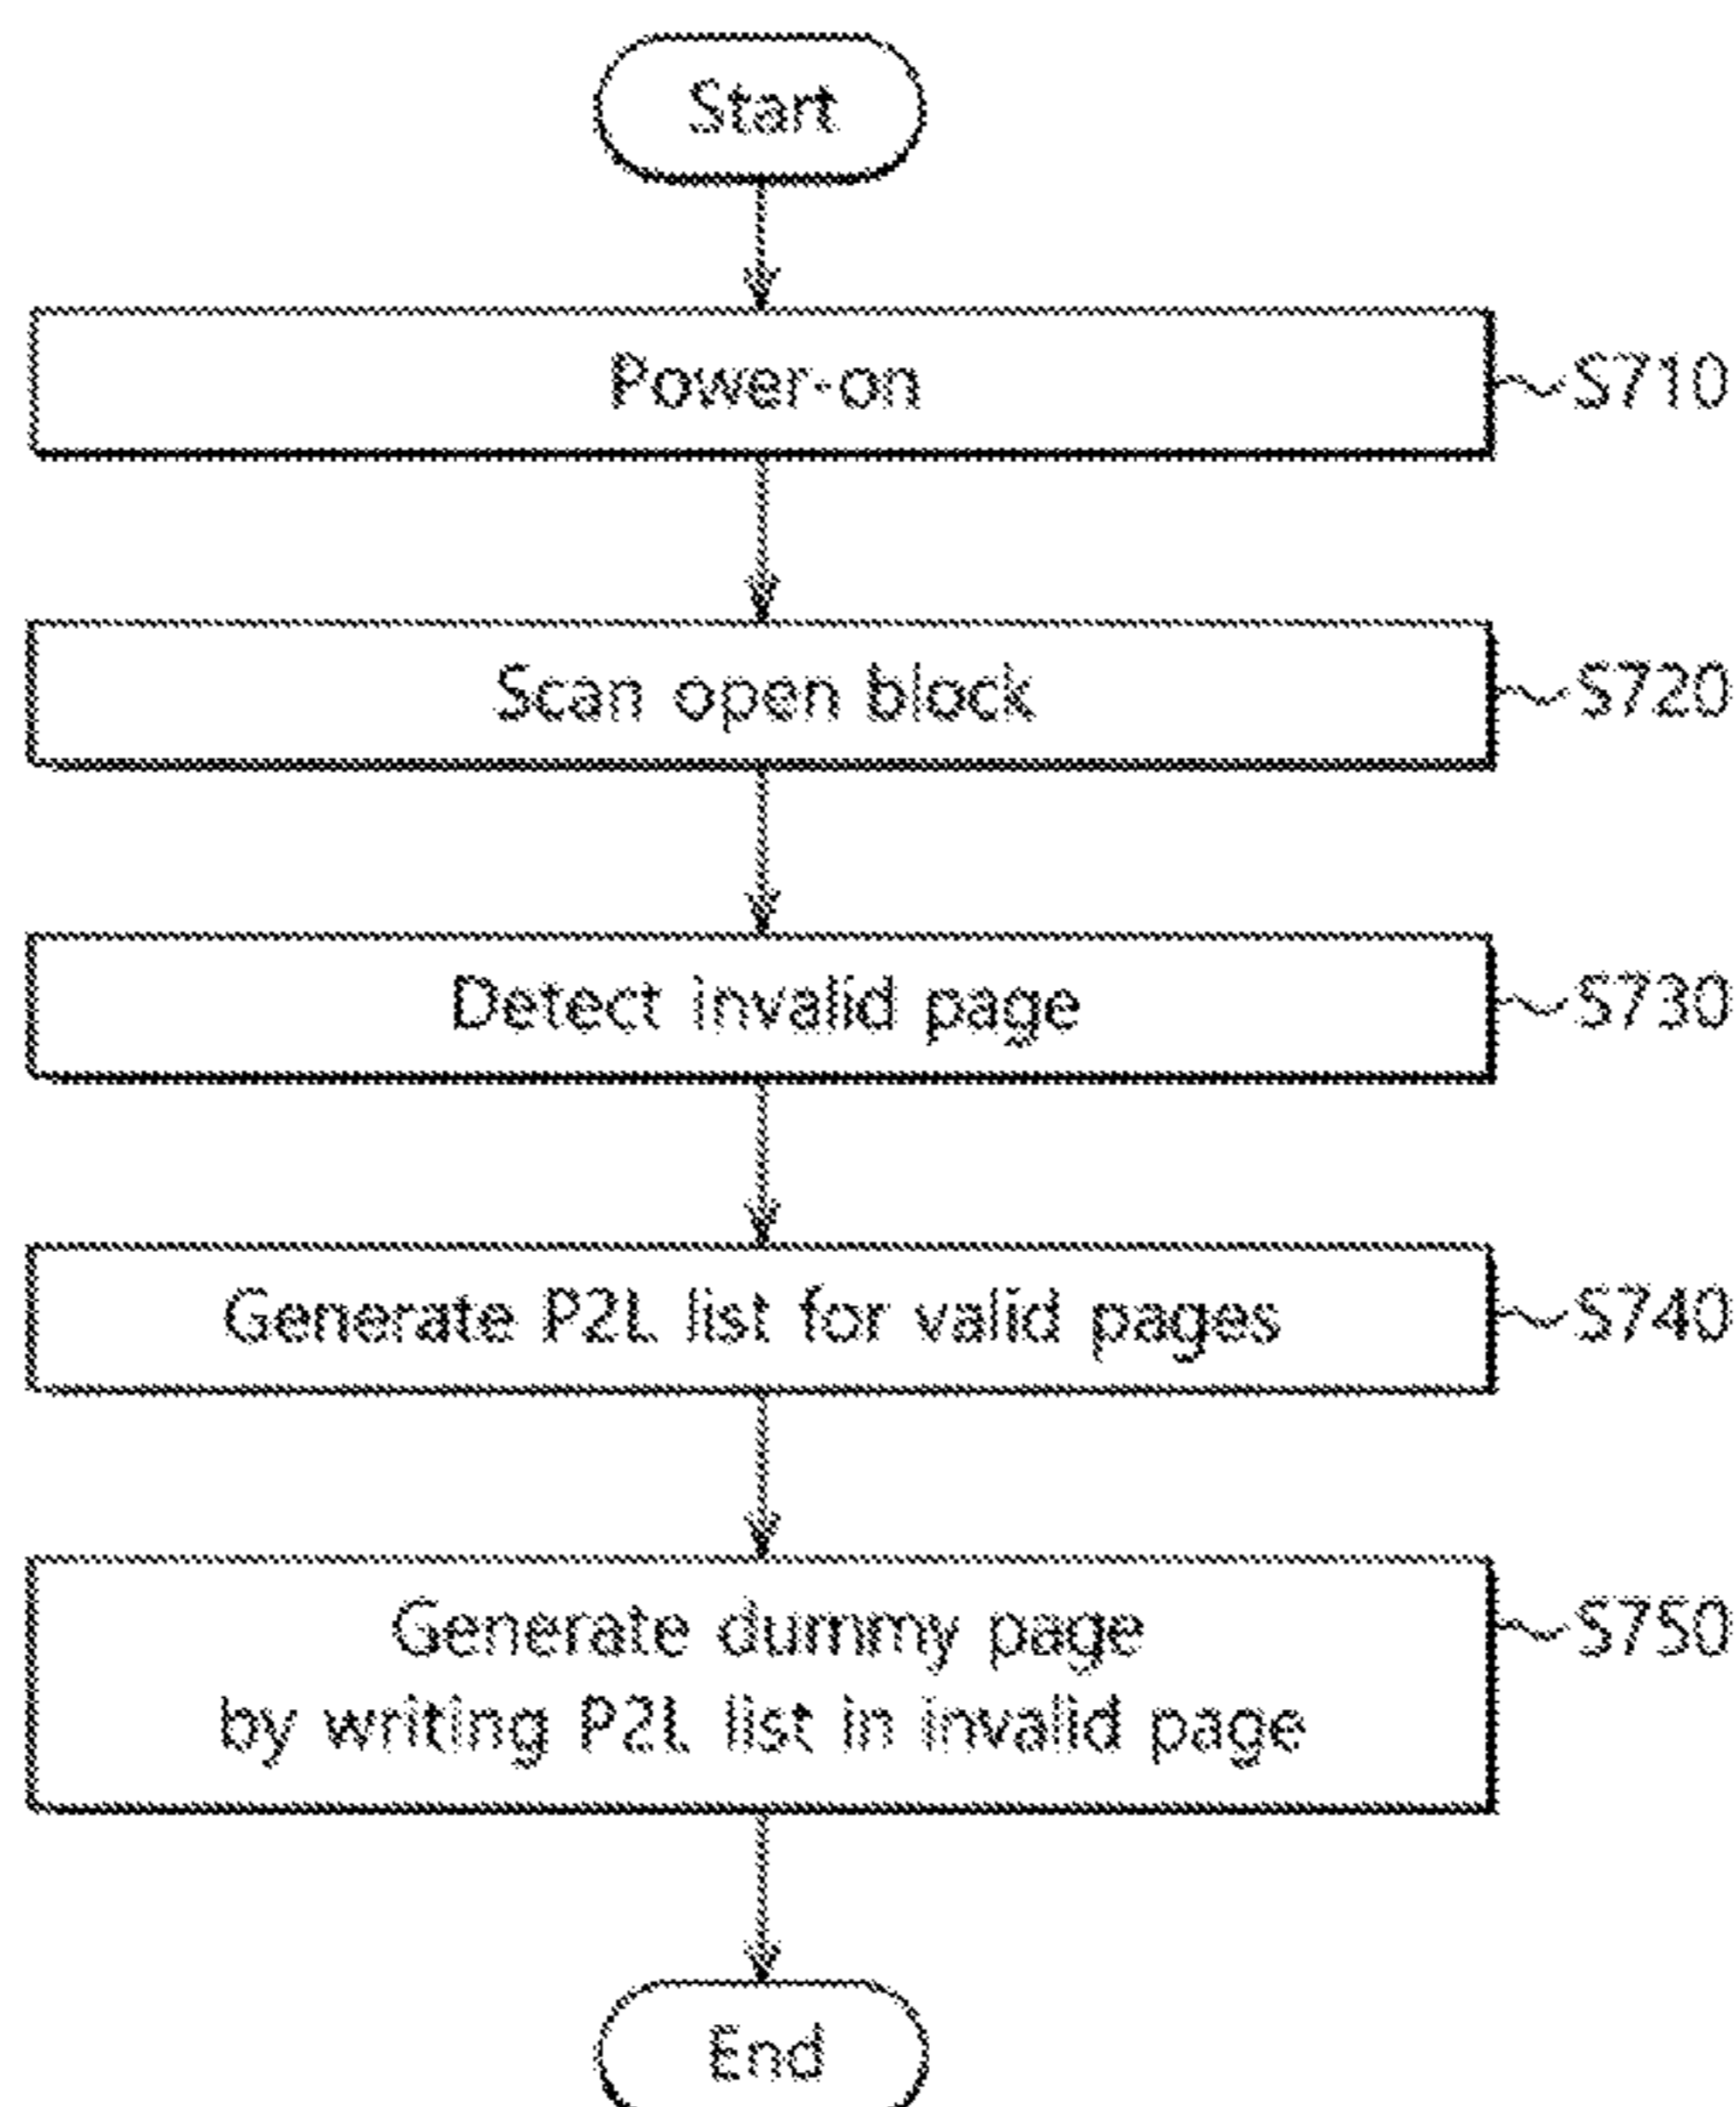 Start
Power-on
S710
Scan open block
S720
Detect invalid page
S730
Generate P2L list for valid pages
S740
Generate dummy page
S750
by writing P2L list in invalid page
End